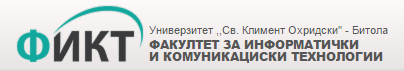 ФИКТ
Универзитет ,,Св. Климент Охридски" - Битола
ФАКУЛТЕТ ЗА ИНФОРМАТИЧКИ
И КОМУНИКАЦИСКИ ТЕХНОЛОГИИ